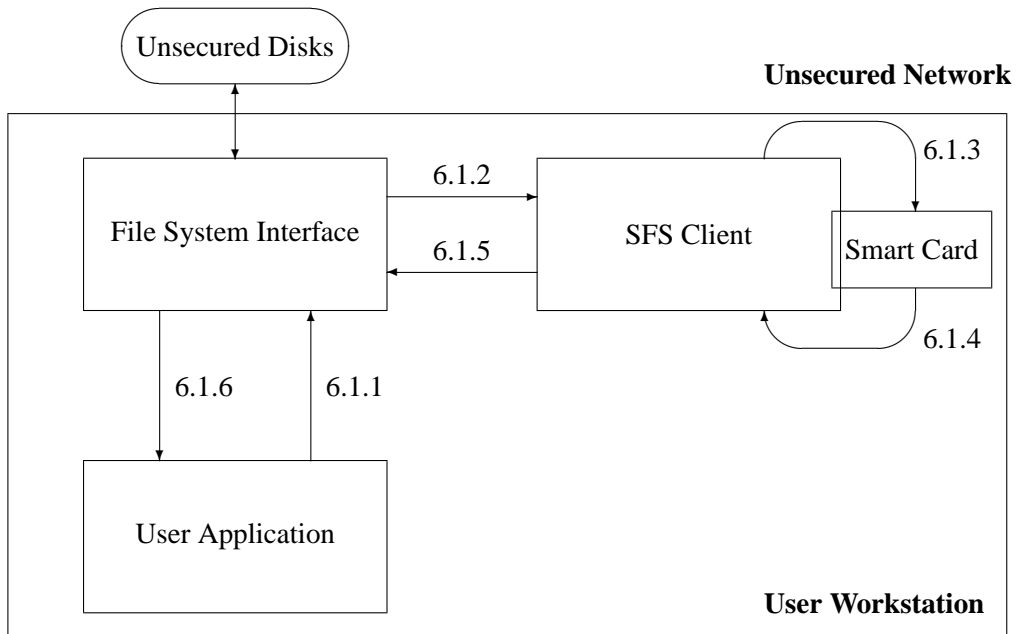 Unsecured Disks
Unsecured Network
6.1.2
6.1.3
File System Interface
SFS Client
Smart Card
6.1.5
6.1.4
6.1.6
6.1.1
User Application
User Workstation